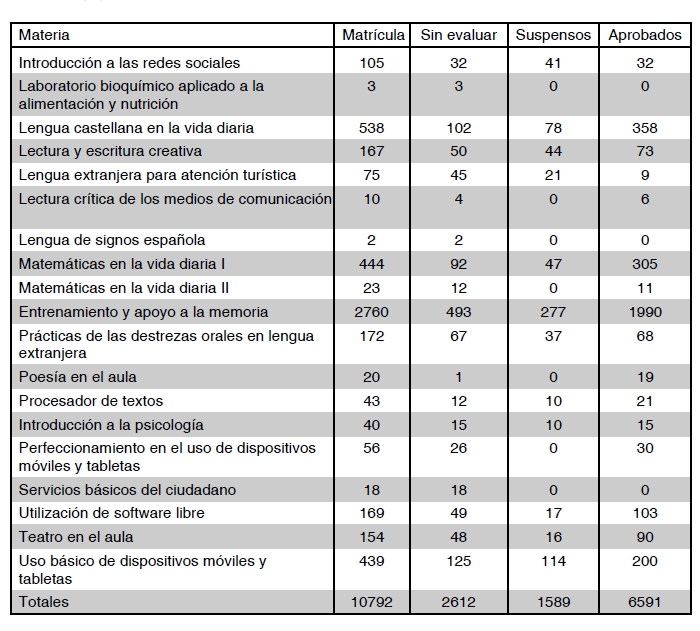 Materia Matrícula Sin evaluar Suspensos Aprobados
Introducción a las redes sociales 105 32 41 32
Laboratorio bioquímico aplicado a la 3 3 0 0
alimentación y nutrición
Lengua castellana en la vida diaria 538 102 78 358
Lectura y escritura creativa 167 50 44 73
Lengua extranjera para atención turística 75 45 21 9
Lectura crítica de los medios de comunicación 10 4 0 6
Lengua de signos española 2 2 0 0
Matemáticas en la vida diaria I 444 92 47 305
Matemáticas en la vida diaria II 23 12 0 11
Entrenamiento y apoyo a la memoria 2760 493 277 1990
Prácticas de las destrezas orales en lengua 172 67 37 68
extranjera
Poesía en el aula 20 1 0 19
Procesador de textos 43 12 10 21
Introducción a la psicología 40 15 10 15
Perfeccionamiento en el uso de dispositivos 56 26 0 30
móviles y tabletas
Servicios básicos del ciudadano 18 18 0 0
Utilización de software libre 169 49 17 103
Teatro en el aula 154 48 16 90
Uso básico de dispositivos móviles y 439 125 114 200
tabletas
Totales 10792 2612 1589 6591